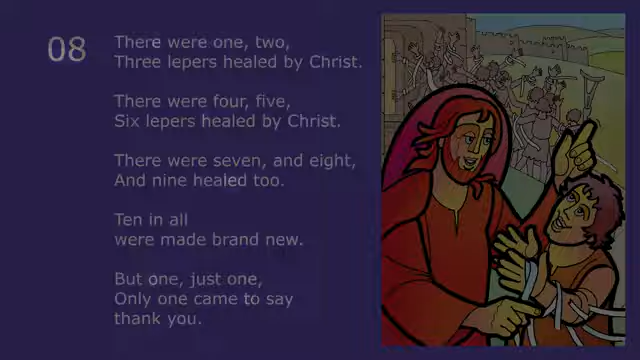 08
There were one, two,
Three lepers healed by Christ.
There were four, five,
Six lepers healed by Christ.
There were seven, and eight,
And nine healed too.
Ten in all
were made brand new.
But one, just one,
Only one came to say
thank you.